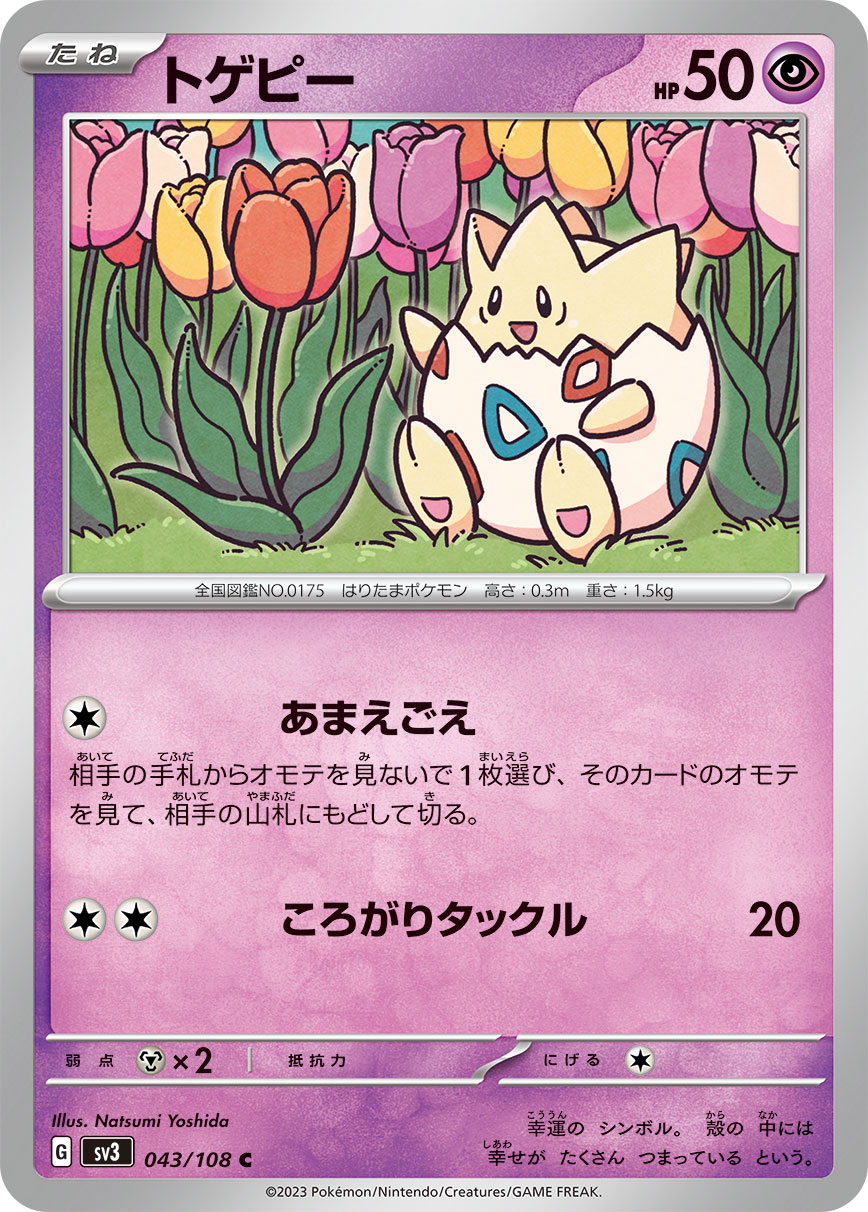 たね トゲピー HP50
全国図鑑NO.0175 はりたまポケモン 高さ:0.3m 重さ:1.5kg
あまえごえ
相手の手札からオモテを見ないで1枚選び、そのカードのオモテ
を見て、相手の山札にもどして切る。
ころがりタックル 20
弱点 ×2 抵抗力 にげる
Illus. Natsumi Yoshida
幸運の シンボル。 殻の 中には
幸せが たくさん つまっている という。
G sv3 043/108 C
©2023 Pokémon/Nintendo/Creatures/GAME FREAK.